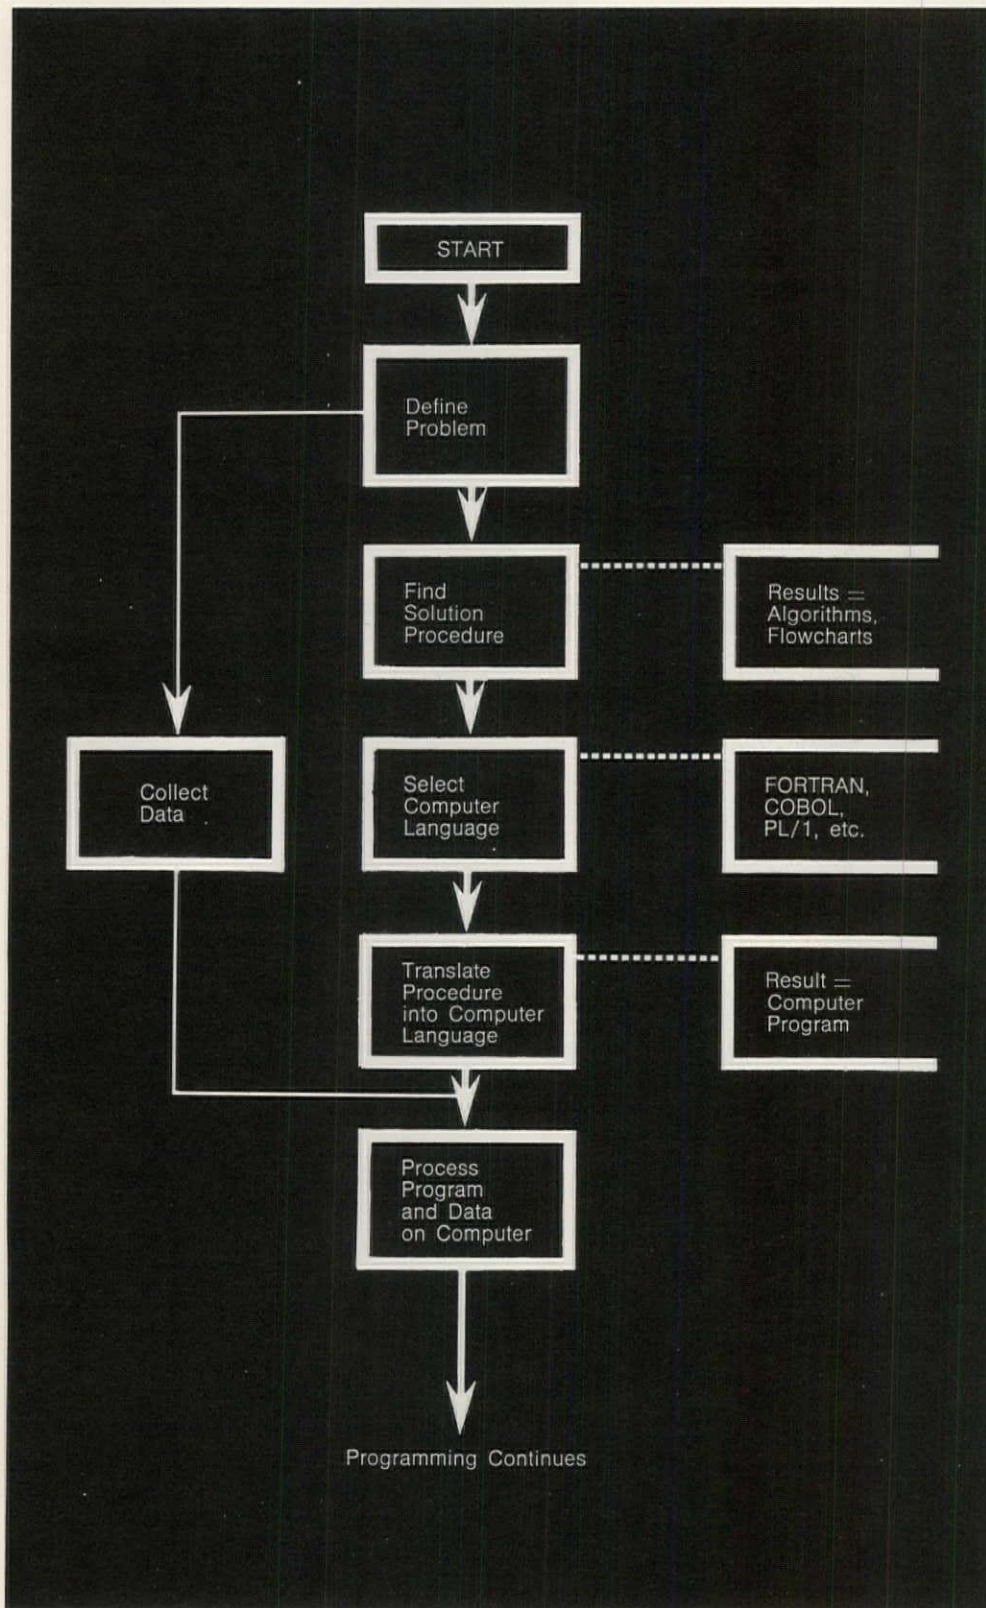 START
Define
Problem
Find
Solution
Procedure
Results =
Algorithms,
Flowcharts
Collect
Data
Select
Computer
Language
FORTRAN,
COBOL,
PL/1, etc.
Translate
Procedure
into Computer
Language
Result =
Computer
Program
Process
Program
and Data
on Computer
Programming Continues